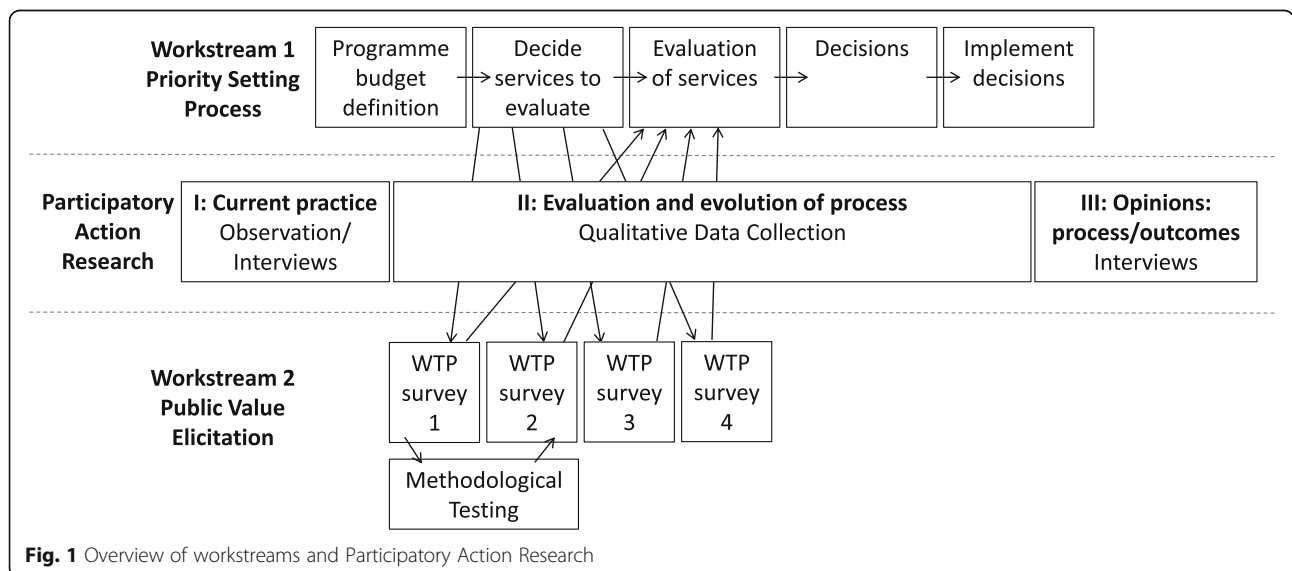 Workstream 1
Priority Setting
Process
Programme
budget
definition
Decide
services to
evaluate
Evaluation
of services
Decisions
Implement
decisions
Participatory
Action
Research
I: Current practice
Observation/
Interviews
II: Evaluation and evolution of process
Qualitative Data Collection
III: Opinions:
process/outcomes
Interviews
Workstream 2
Public Value
Elicitation
WTP
survey
1
WTP
survey
2
WTP
survey
3
WTP
survey
4
Methodological
Testing
Fig. 1 Overview of workstreams and Participatory Action Research